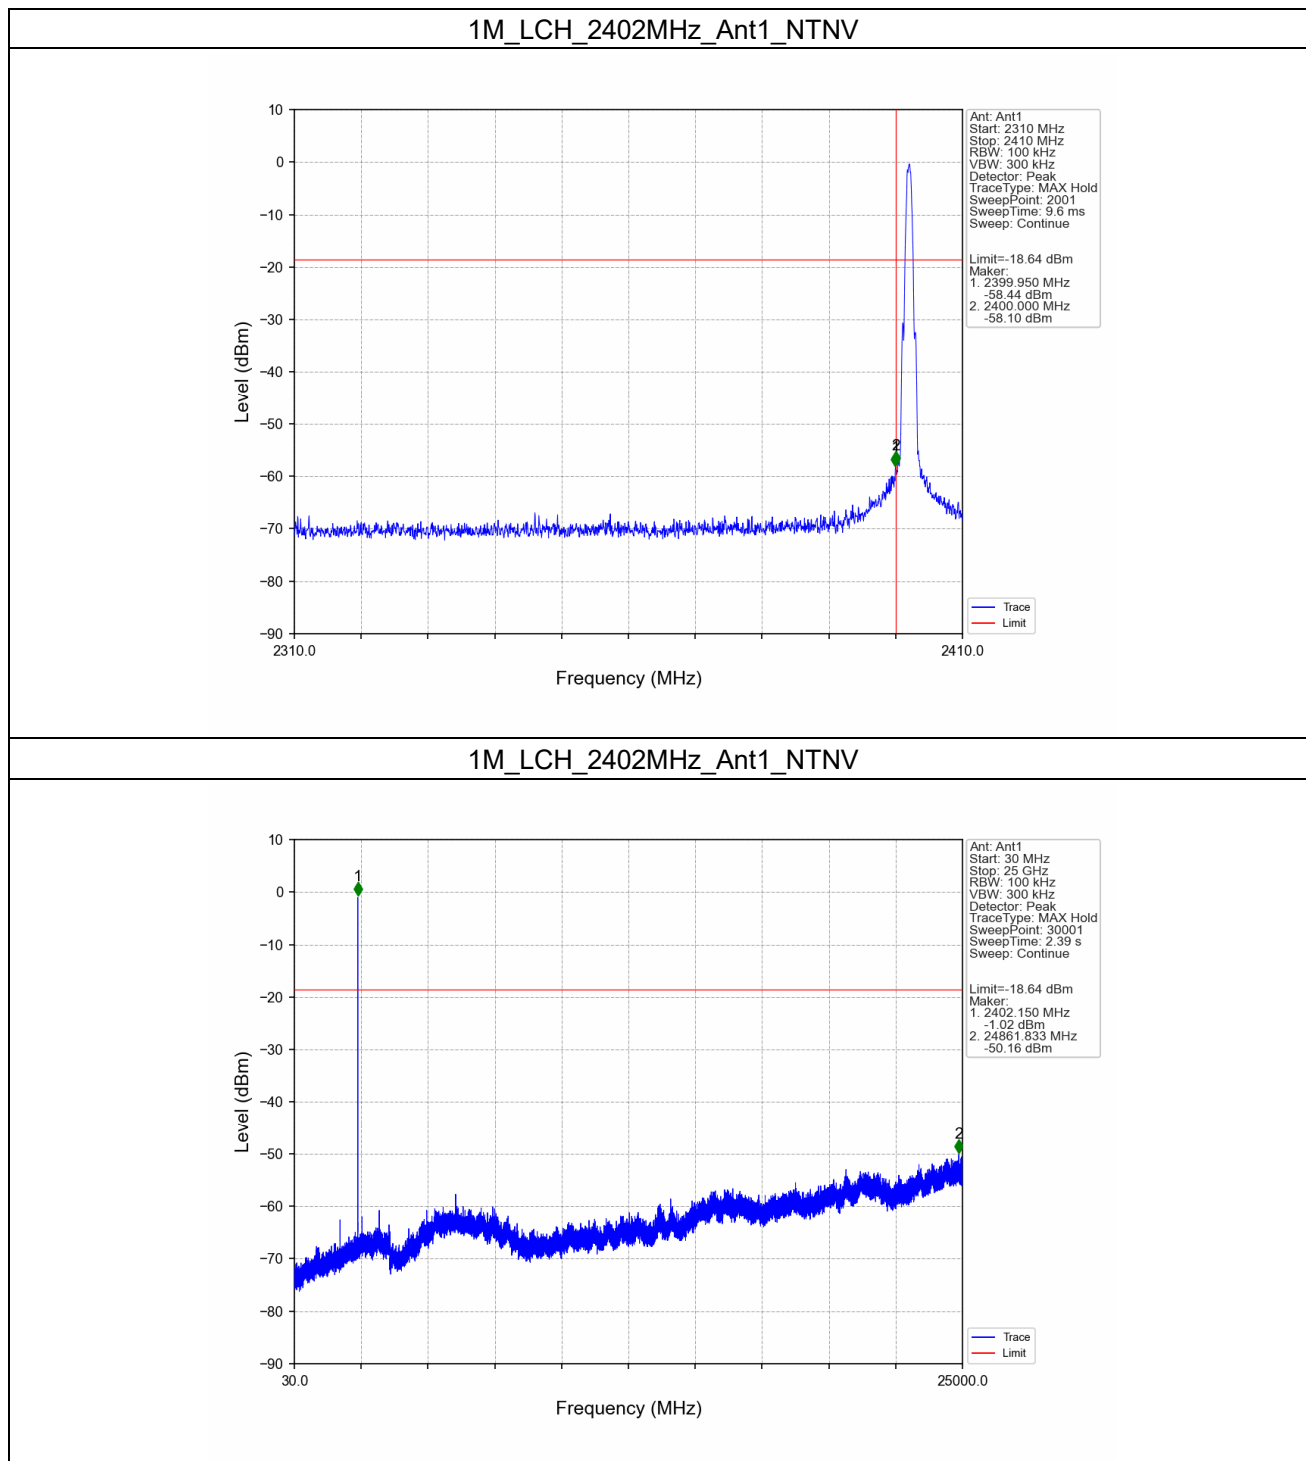 1M_LCH_2402MHz_Ant1_NTNV
10
0
−10
−20
−30
−40
−50
−60
−70
−80
−90
Level (dBm)
2310.0
2410.0
Frequency (MHz)
2
Ant: Ant1
Start: 2310 MHz
Stop: 2410 MHz
RBW: 100 kHz
VBW: 300 kHz
Detector: Peak
TraceType: MAX Hold
SweepPoint: 2001
SweepTime: 9.6 ms
Sweep: Continue
Limit=-18.64 dBm
Maker:
1. 2399.950 MHz
-58.44 dBm
2. 2400.000 MHz
-58.10 dBm
Trace
Limit
1M_LCH_2402MHz_Ant1_NTNV
10
0
−10
−20
−30
−40
−50
−60
−70
−80
−90
Level (dBm)
30.0
25000.0
Frequency (MHz)
1
2
Ant: Ant1
Start: 30 MHz
Stop: 25 GHz
RBW: 100 kHz
VBW: 300 kHz
Detector: Peak
TraceType: MAX Hold
SweepPoint: 30001
SweepTime: 2.39 s
Sweep: Continue
Limit=-18.64 dBm
Maker:
1. 2402.150 MHz
-1.02 dBm
2. 24861.833 MHz
-50.16 dBm
Trace
Limit